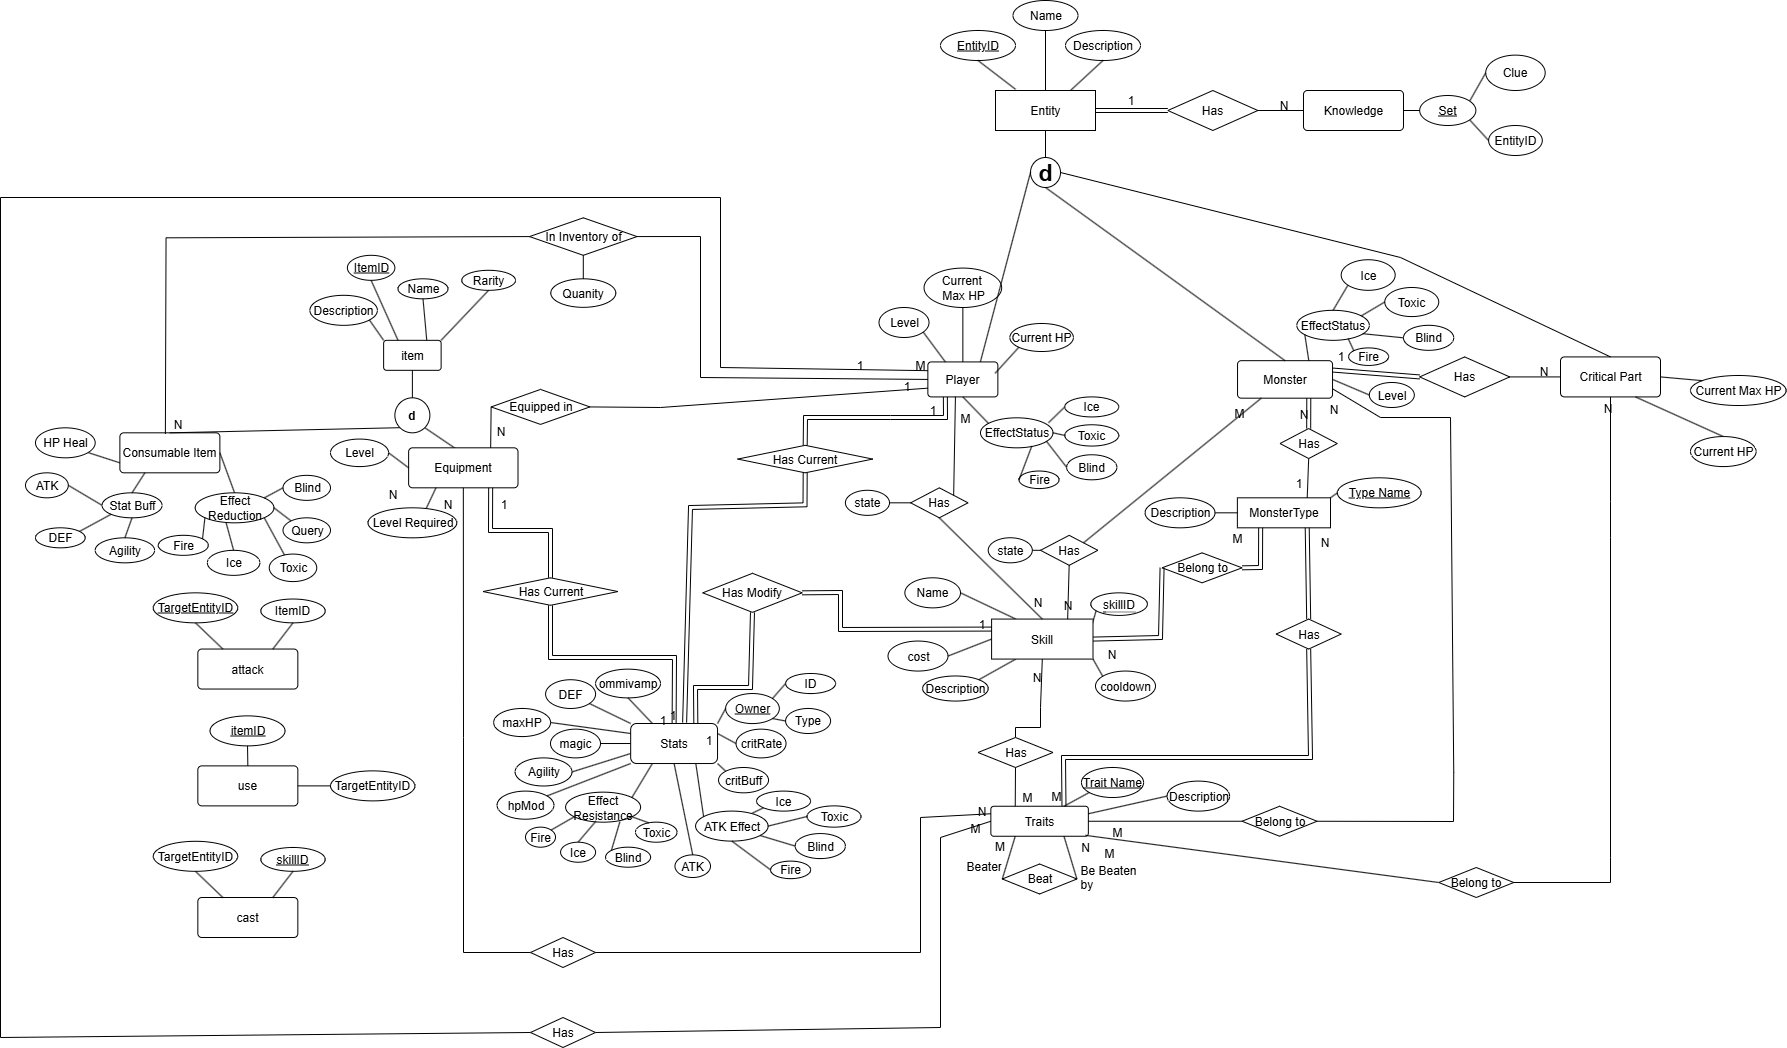 Name
EntityID
Description
Entity
1
Has
N
Knowledge
Set
Clue
EntityID
d
In Inventory of
Quanity
ItemID
Name
Rarity
Description
item
d
Current
Max HP
Level
Current HP
1
M
1
Player
1
M
EffectStatus
Ice
Toxic
Blind
Fire
Ice
Toxic
EffectStatus
Blind
Fire
1
Monster
Level
M
N
N
Has
N
Critical Part
N
Current Max HP
Current HP
Equipped in
N
N
Consumable Item
HP Heal
ATK
Stat Buff
DEF
Agility
Effect
Reduction
Blind
Query
Fire
Ice
Toxic
Level
Equipment
N
N
1
Level Required
Has Current
Has Current
state
Has
Has
1
MonsterType
Type Name
Description
M
N
state
Has
Belong to
N
N
Has Modify
Name
skillID
1
Skill
cost
N
Description
N
cooldown
Has
TargetEntityID
ItemID
attack
itemID
use
TargetEntityID
TargetEntityID
skillID
cast
ommivamp
DEF
maxHP
magic
Agility
hpMod
1
1
Stats
1
Owner
ID
Type
critRate
critBuff
Effect
Resistance
Fire
Ice
Blind
Toxic
ATK
ATK Effect
Ice
Toxic
Blind
Fire
Has
M
M
Trait Name
Description
N
M
Traits
Belong to
M
M
N
M
Beater
Beat
Be Beaten
by
Belong to
Has
Has